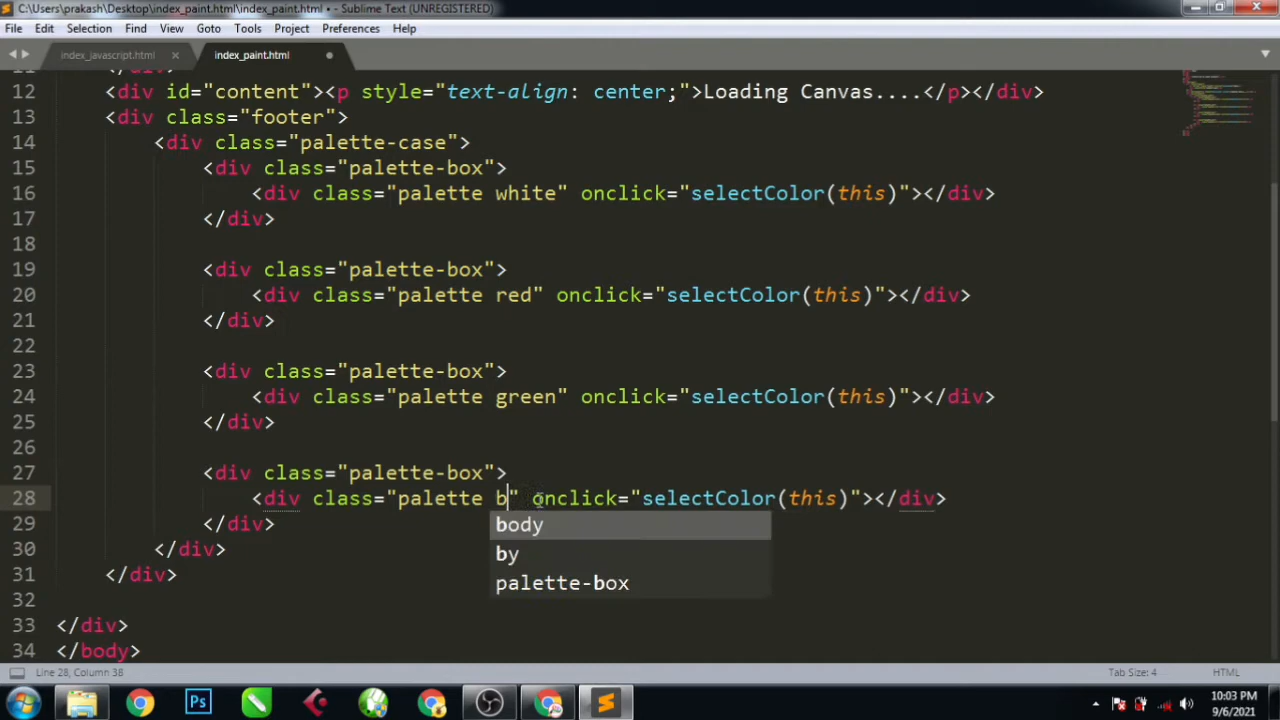 C:\Users\prakash\Desktop\index_paint.html\index_paint.html • - Sublime Text (UNREGISTERED)
File Edit Selection Find View Goto Tools Project Preferences Help
index_javascript.html × index_paint.html
12 <div id="content"><p style="text-align: center;">Loading Canvas....</p></div>
13 <div class="footer">
14 <div class="palette-case">
15 <div class="palette-box">
16 <div class="palette white" onclick="selectColor(this)"></div>
17 </div>
18
19 <div class="palette-box">
20 <div class="palette red" onclick="selectColor(this)"></div>
21 </div>
22
23 <div class="palette-box">
24 <div class="palette green" onclick="selectColor(this)"></div>
25 </div>
26
27 <div class="palette-box">
28 <div class="palette b" onclick="selectColor(this)"></div>
body
29 </div>
by
30 </div>
palette-box
31 </div>
32
33 </div>
34 </body>
Line 28, Column 38 Tab Size: 4 HTML
Ps
10:03 PM
9/6/2021